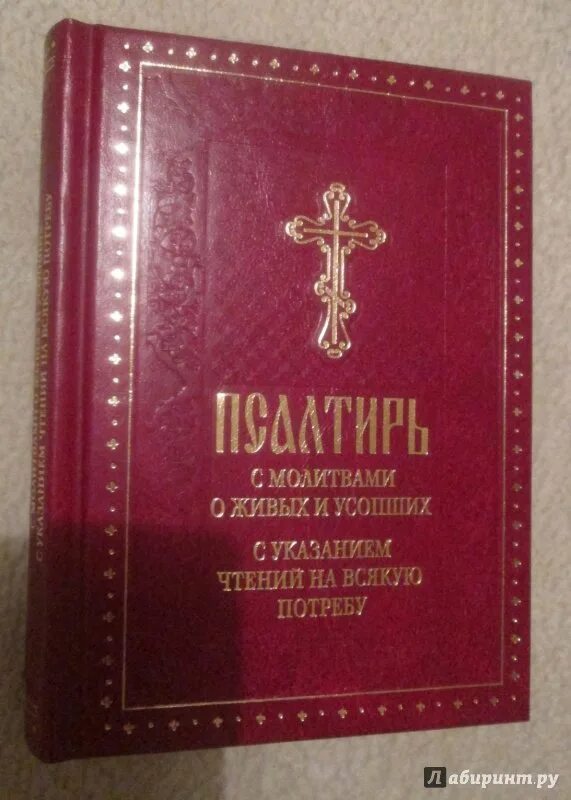 ПСАЛТИРЬ
С МОЛИТВАМИ
О ЖИВЫХ И УСОПШИХ
С УКАЗАНИЕМ
ЧТЕНИЙ НА ВСЯКУЮ
ПОТРЕБУ
С УКАЗАНИЕМ ЧТЕНИЙ НА ВСЯКУЮ ПОТРЕБУ
Лабиринт.ру